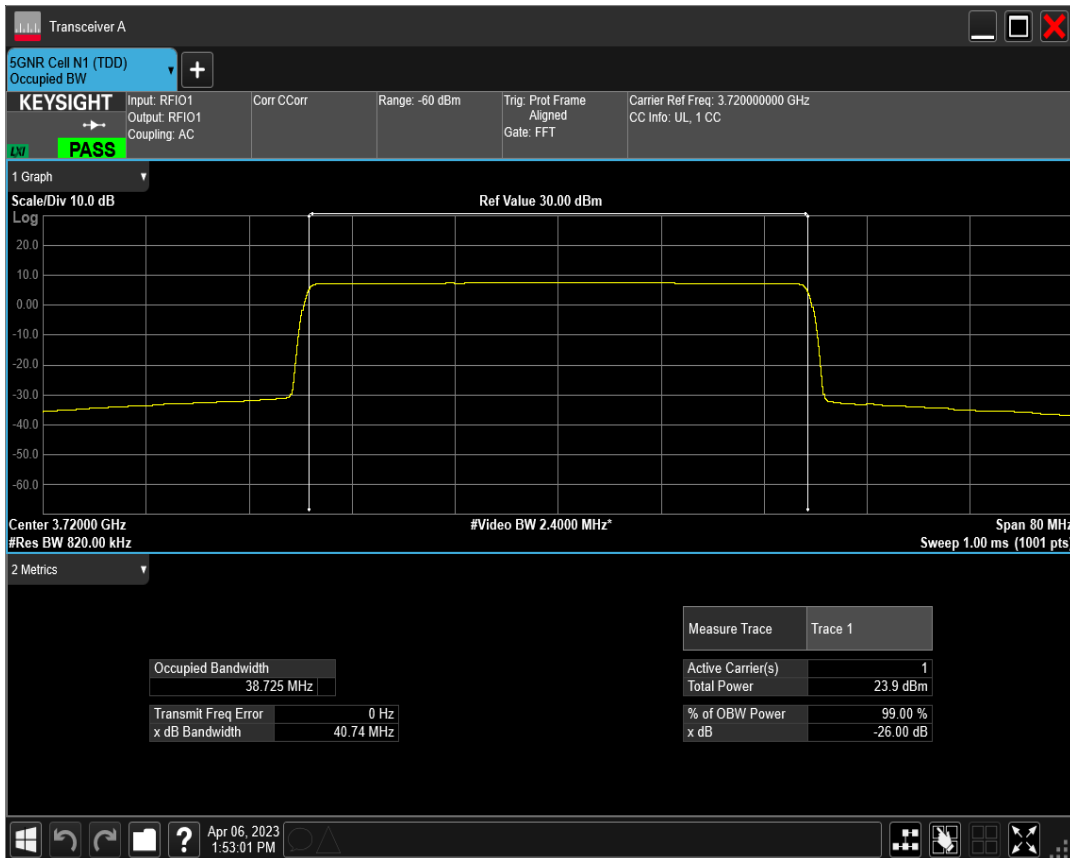 Transceiver A
5GNR Cell N1 (TDD)
Occupied BW
+
KEYSIGHT
LXI
PASS
Input: RFIO1
Output: RFIO1
Coupling: AC
Corr CCorr
Range: -60 dBm
Trig: Prot Frame
Aligned
Gate: FFT
Carrier Ref Freq: 3.720000000 GHz
CC Info: UL, 1 CC
1 Graph
Scale/Div 10.0 dB
Ref Value 30.00 dBm
Log
20.0
10.0
0.00
-10.0
-20.0
-30.0
-40.0
-50.0
-60.0
Center 3.72000 GHz
#Video BW 2.4000 MHz*
Span 80 MHz
#Res BW 820.00 kHz
Sweep 1.00 ms (1001 pts)
2 Metrics
Measure Trace Trace 1
Occupied Bandwidth
38.725 MHz
Transmit Freq Error 0 Hz
x dB Bandwidth 40.74 MHz
Active Carrier(s) 1
Total Power 23.9 dBm
% of OBW Power 99.00 %
x dB -26.00 dB
?
Apr 06, 2023
1:53:01 PM